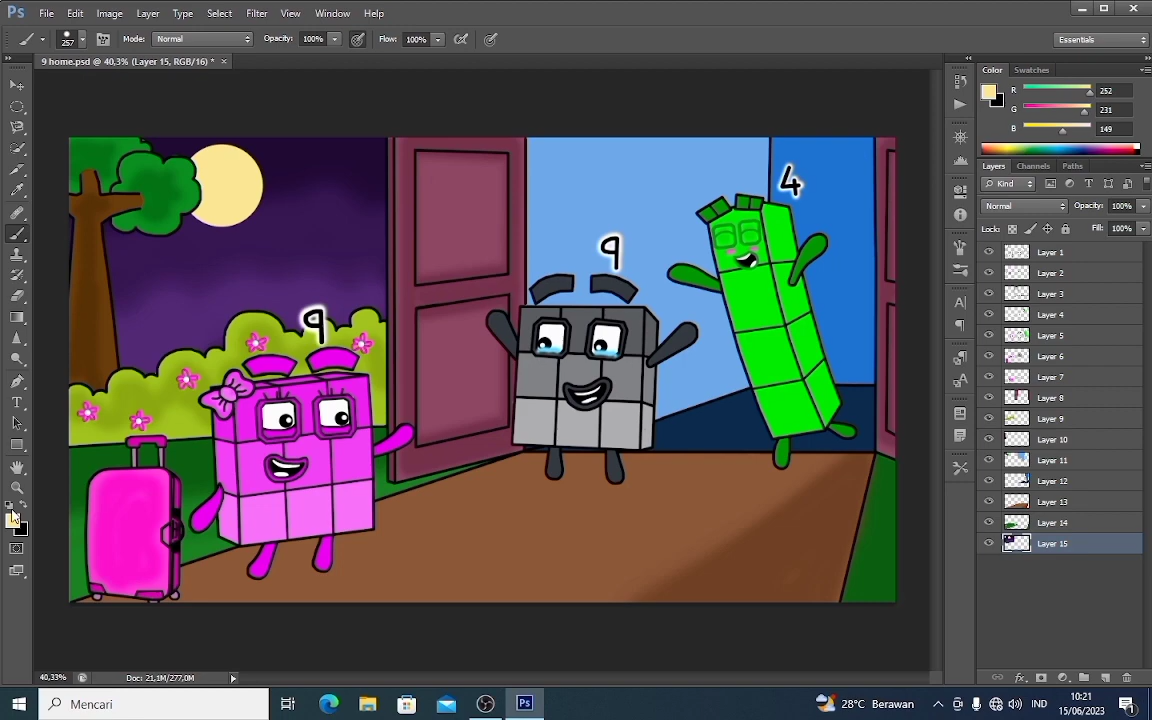 Ps File Edit Image Layer Type Select Filter View Window Help
257 Mode: Normal Opacity: 100% Flow: 100% Essentials
9 home.psd @ 40,3% (Layer 15, RGB/16) *
Color Swatches
R 252
G 231
B 149
Layers Channels Paths
Kind
Normal Opacity: 100%
Lock: Fill: 100%
Layer 1
Layer 2
Layer 3
Layer 4
Layer 5
Layer 6
Layer 7
Layer 8
Layer 9
Layer 10
Layer 11
Layer 12
Layer 13
Layer 14
Layer 15
4
9
9
40,33% Doc: 21,1M/277,0M
Mencari
Ps
28°C Berawan
IND
10:21
15/06/2023
1